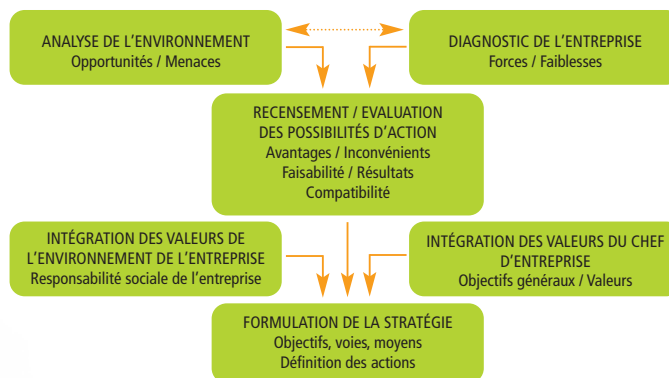 ANALYSE DE L'ENVIRONNEMENT
Opportunités / Menaces
DIAGNOSTIC DE L'ENTREPRISE
Forces / Faiblesses
RECENSEMENT / EVALUATION
DES POSSIBILITÉS D'ACTION
Avantages / Inconvénients
Faisabilité / Résultats
Compatibilité
INTÉGRATION DES VALEURS DE
L'ENVIRONNEMENT DE L'ENTREPRISE
Responsabilité sociale de l'entreprise
INTÉGRATION DES VALEURS DU CHEF
D'ENTREPRISE
Objectifs généraux / Valeurs
FORMULATION DE LA STRATÉGIE
Objectifs, voies, moyens
Définition des actions